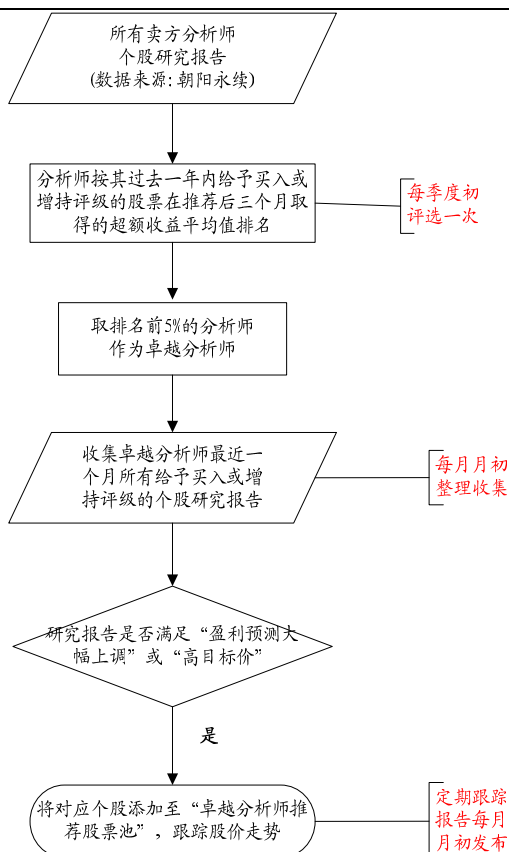 所有卖方分析师
个股研究报告
(数据来源:朝阳永续)
分析师按其过去一年内给予买入或
增持评级的股票在推荐后三个月取
得的超额收益平均值排名
每季度初
评选一次
取排名前5%的分析师
作为卓越分析师
收集卓越分析师最近一
个月所有给予买入或增
持评级的个股研究报告
每月月初
整理收集
研究报告是否满足“盈利预测大
幅上调”或“高目标价”
是
将对应个股添加至“卓越分析师推
荐股票池”,跟踪股价走势
定期跟踪
报告每月
月初发布